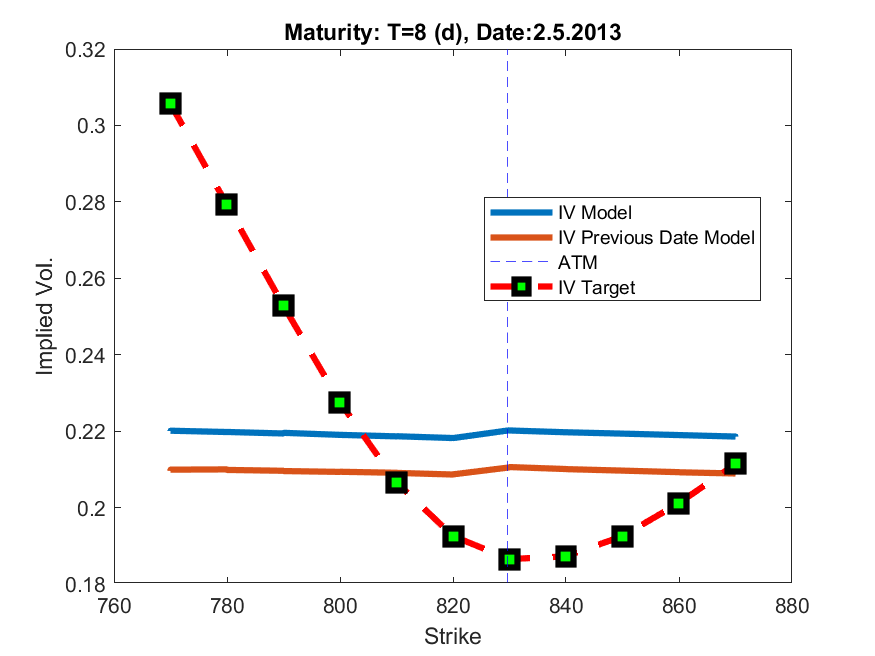 Maturity: T=8 (d), Date:2.5.2013
0.32
0.3
0.28
0.26
0.24
0.22
0.2
0.18
Implied Vol.
IV Model
IV Previous Date Model
ATM
IV Target
760 780 800 820 840 860 880
Strike